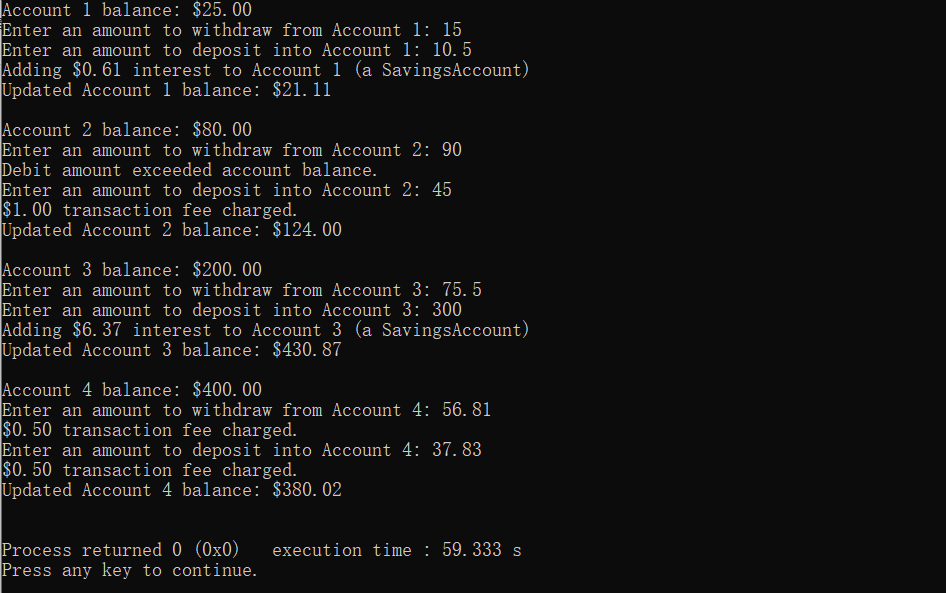 Account 1 balance: $25.00
Enter an amount to withdraw from Account 1: 15
Enter an amount to deposit into Account 1: 10.5
Adding $0.61 interest to Account 1 (a SavingsAccount)
Updated Account 1 balance: $21.11
Account 2 balance: $80.00
Enter an amount to withdraw from Account 2: 90
Debit amount exceeded account balance.
Enter an amount to deposit into Account 2: 45
$1.00 transaction fee charged.
Updated Account 2 balance: $124.00
Account 3 balance: $200.00
Enter an amount to withdraw from Account 3: 75.5
Enter an amount to deposit into Account 3: 300
Adding $6.37 interest to Account 3 (a SavingsAccount)
Updated Account 3 balance: $430.87
Account 4 balance: $400.00
Enter an amount to withdraw from Account 4: 56.81
$0.50 transaction fee charged.
Enter an amount to deposit into Account 4: 37.83
$0.50 transaction fee charged.
Updated Account 4 balance: $380.02
Process returned 0 (0x0)   execution time : 59.333 s
Press any key to continue.